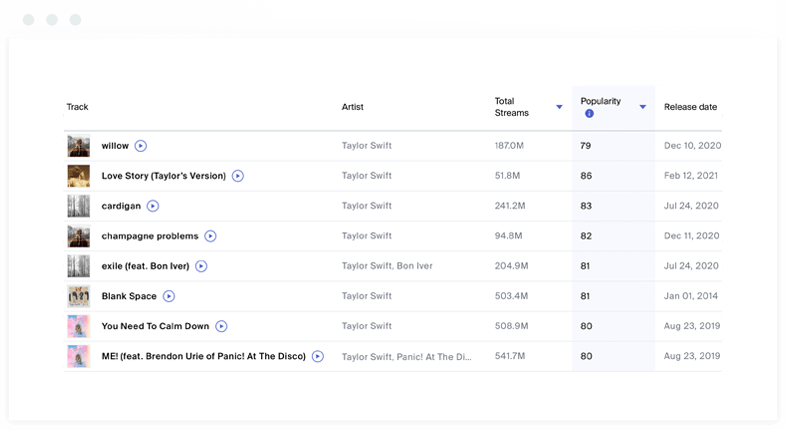 Track Artist Total Streams Popularity Release date
willow Taylor Swift 187.0M 79 Dec 10, 2020
Love Story (Taylor's Version) Taylor Swift 51.8M 86 Feb 12, 2021
cardigan Taylor Swift 241.2M 83 Jul 24, 2020
champagne problems Taylor Swift 94.8M 82 Dec 11, 2020
exile (feat. Bon Iver) Taylor Swift, Bon Iver 204.9M 81 Jul 24, 2020
Blank Space Taylor Swift 503.4M 81 Jan 01, 2014
You Need To Calm Down Taylor Swift 508.9M 80 Aug 23, 2019
ME! (feat. Brendon Urie of Panic! At The Disco) Taylor Swift, Panic! At The Di... 541.7M 80 Aug 23, 2019